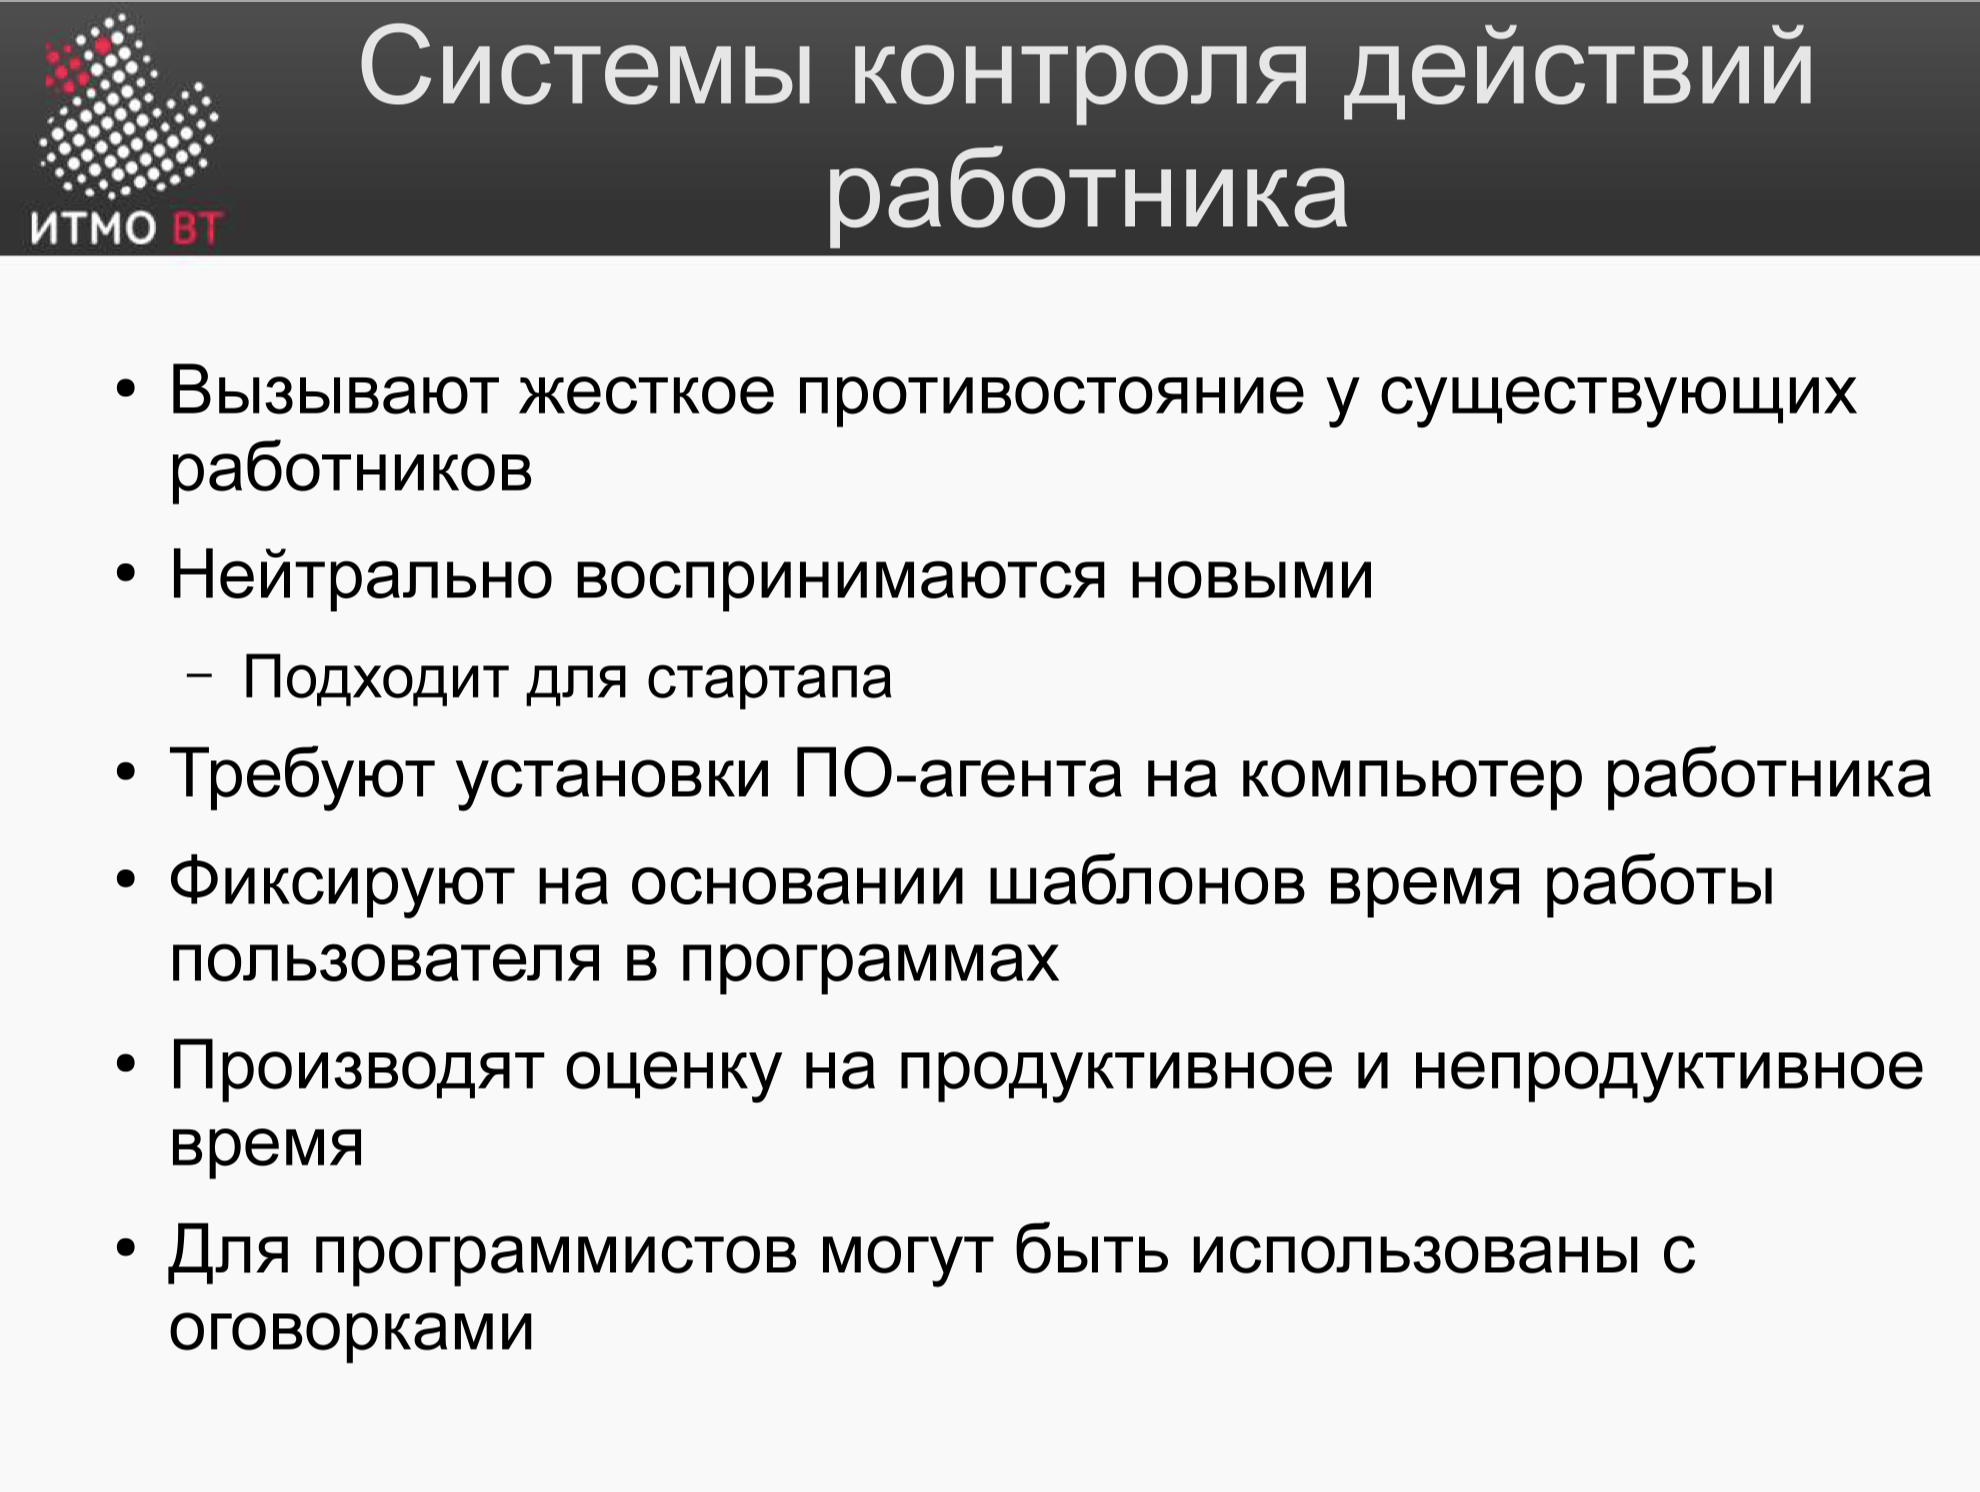 Системы контроля действий
работника
ИТМО ВТ
• Вызывают жесткое противостояние у существующих
работников
• Нейтрально воспринимаются новыми
– Подходит для стартапа
• Требуют установки ПО-агента на компьютер работника
• Фиксируют на основании шаблонов время работы
пользователя в программах
• Производят оценку на продуктивное и непродуктивное
время
• Для программистов могут быть использованы с
оговорками